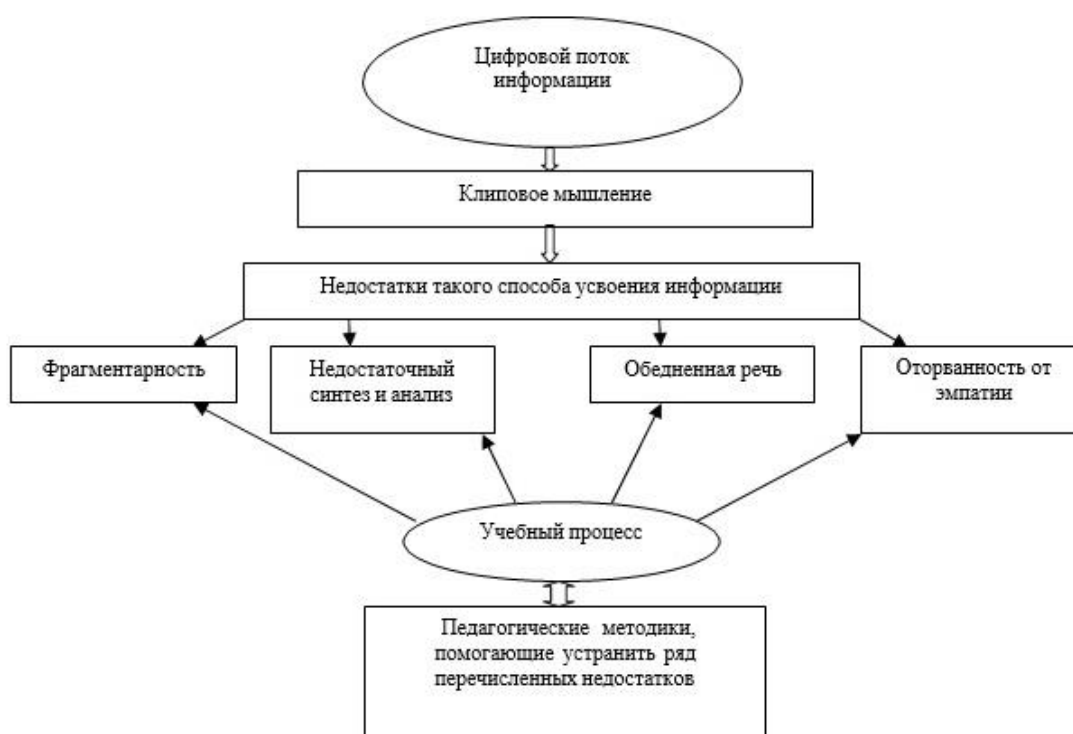 Цифровой поток
информации
Клиповое мышление
Недостатки такого способа усвоения информации
Фрагментарность
Недостаточный
синтез и анализ
Обедненная речь
Оторванность от
эмпатии
Учебный процесс
Педагогические методики,
помогающие устранить ряд
перечисленных недостатков